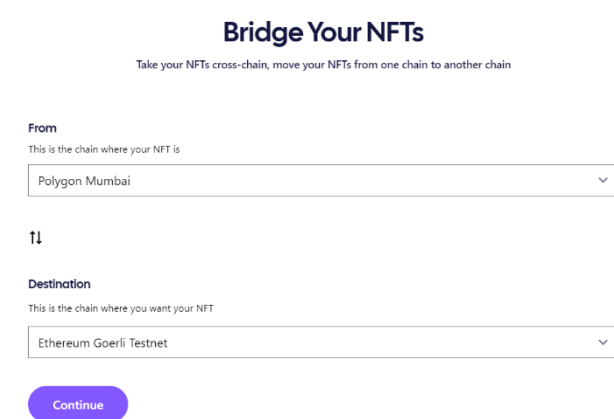 Bridge Your NFTs
Take your NFTs cross-chain, move your NFTs from one chain to another chain
From
This is the chain where your NFT is
Polygon Mumbai
Destination
This is the chain where you want your NFT
Ethereum Goerli Testnet
Continue